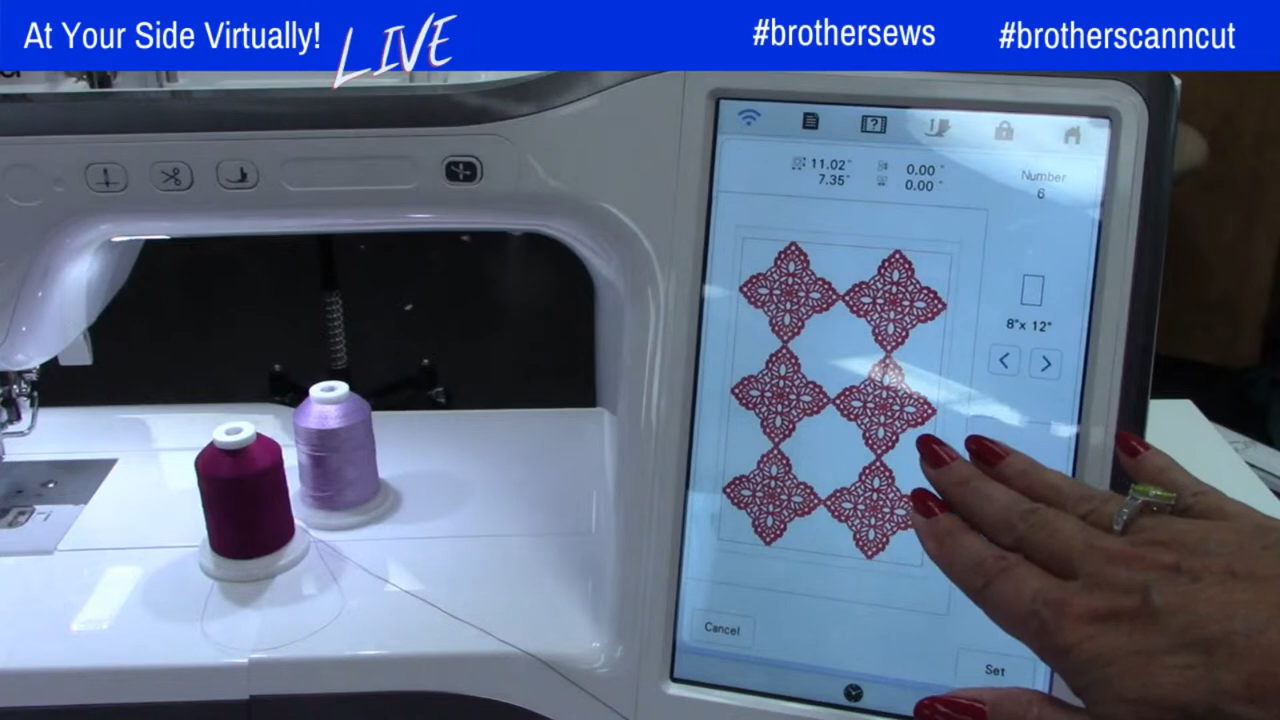 At Your Side Virtually!
LIVE
#brothersews
#brotherscanncut
11.02"
0.00 "
7.35"
0.00 "
Number
6
8"x 12"
Cancel
Set